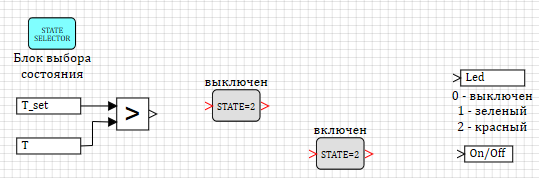 STATE
SELECTOR
Блок выбора
состояния
T_set
T
>
выключен
STATE=2
включен
STATE=2
Led
0 - выключен
1 - зеленый
2 - красный
On/Off